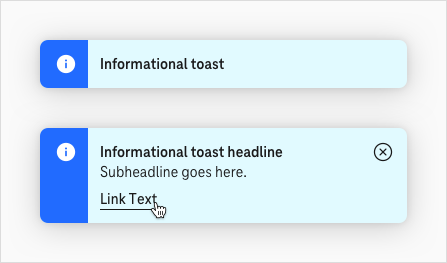 Informational toast
Informational toast headline
Subheadline goes here.
Link Text